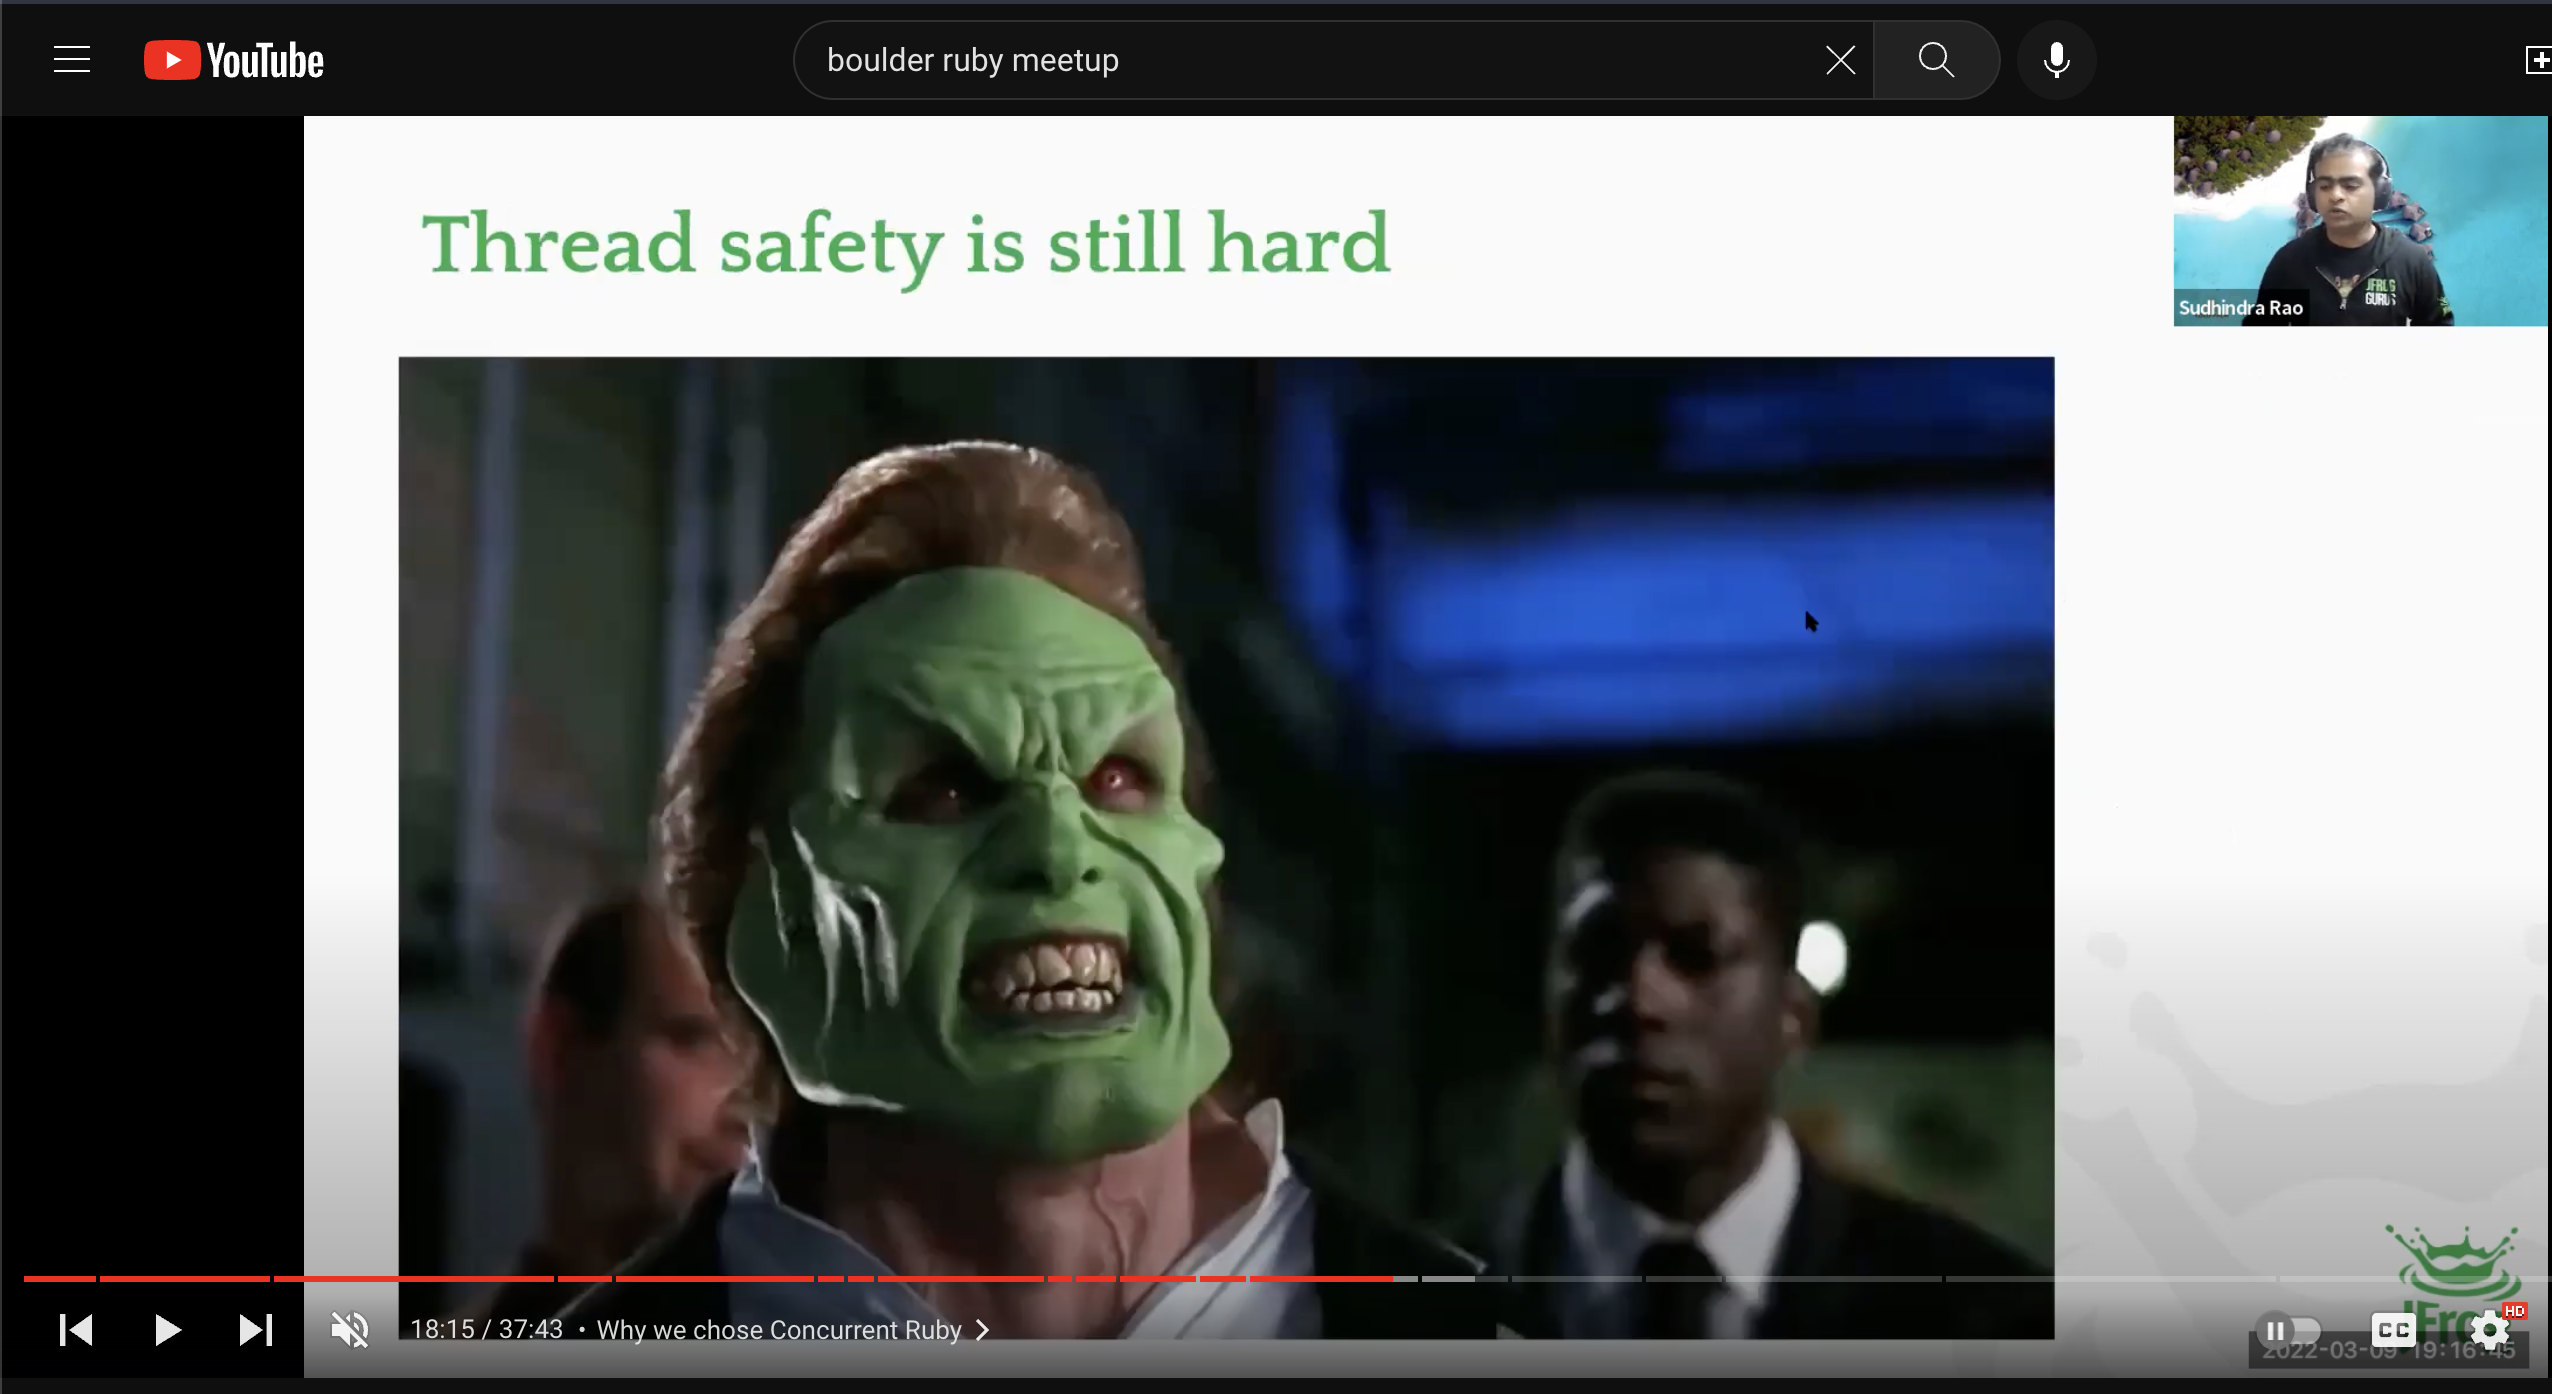 YouTube
boulder ruby meetup
Thread safety is still hard
JFROG
GURUS
Sudhindra Rao
18:15 / 37:43 • Why we chose Concurrent Ruby
HD
CC
JFrog
2022-03-09 19:16:45